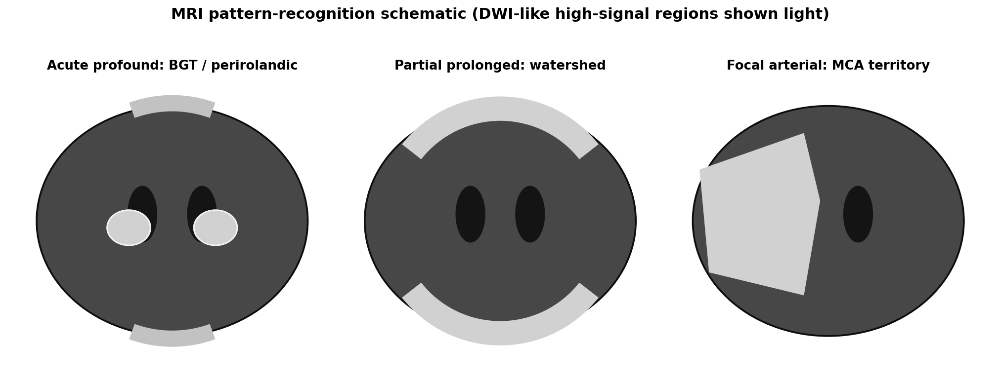 MRI pattern-recognition schematic (DWI-like high-signal regions shown light)
Acute profound: BGT / perirolandic
Partial prolonged: watershed
Focal arterial: MCA territory